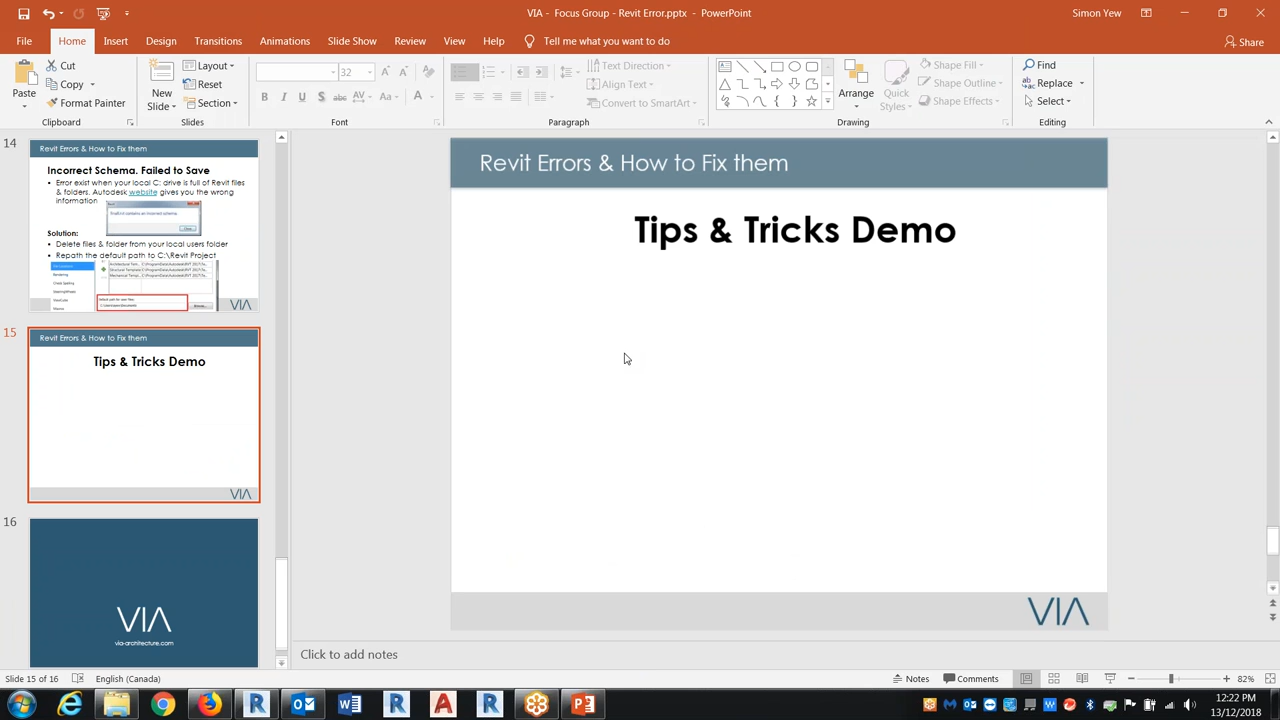 VIA - Focus Group - Revit Error.pptx - PowerPoint
Simon Yew
File Home Insert Design Transitions Animations Slide Show Review View Help Tell me what you want to do Share
Paste
Cut
Copy
Format Painter
Clipboard
New
Slide
Layout
Reset
Section
Slides
32
B I U S abc AV Aa A
Font
Text Direction
Align Text
Convert to SmartArt
Paragraph
Arrange
Quick
Styles
Shape Fill
Shape Outline
Shape Effects
Drawing
Find
Replace
Select
Editing
14
Revit Errors & How to Fix them
Incorrect Schema. Failed to Save
• Error exist when your local C: drive is full of Revit files
& folders. Autodesk website gives you the wrong
information
Solution:
• Delete files & folder from your local users folder
• Repath the default path to C:\Revit Project
VIA
15
Revit Errors & How to Fix them
Tips & Tricks Demo
VIA
16
VIA
via-architecture.com
Revit Errors & How to Fix them
Tips & Tricks Demo
VIA
Click to add notes
Slide 15 of 16
English (Canada)
Notes
Comments
82%
12:22 PM
13/12/2018